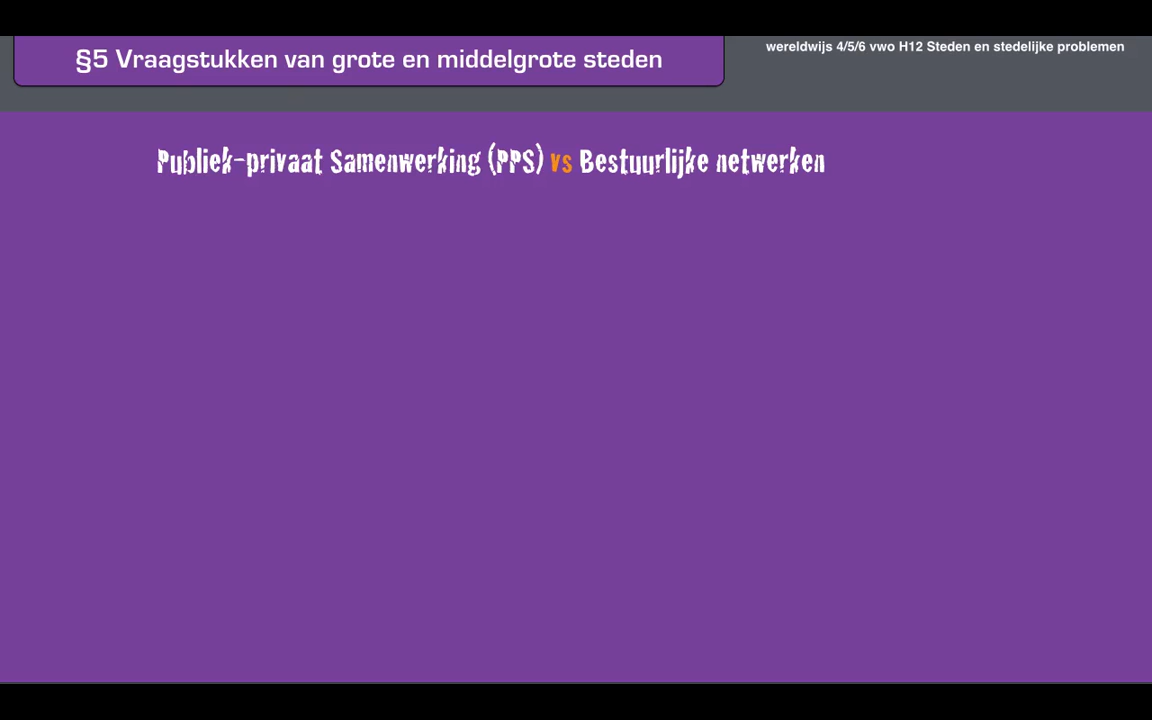 §5 Vraagstukken van grote en middelgrote steden
wereldwijs 4/5/6 vwo H12 Steden en stedelijke problemen
Publiek-privaat Samenwerking (PPS) vs Bestuurlijke netwerken